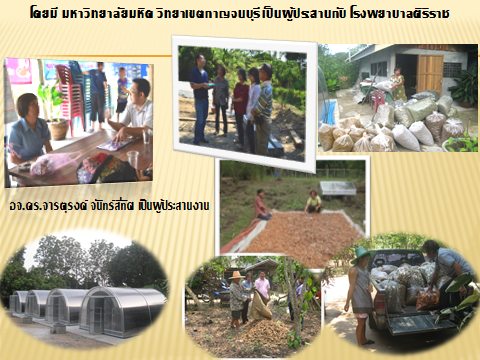 โดยมี มหาวิทยาลัยมหิดล วิทยาเขตกาญจนบุรี เป็นผู้ประสานกับ โรงพยาบาลศิริราช
อ.ดร.จารุรงค์ จันทร์สี่ทิศ เป็นผู้ประสานงาน